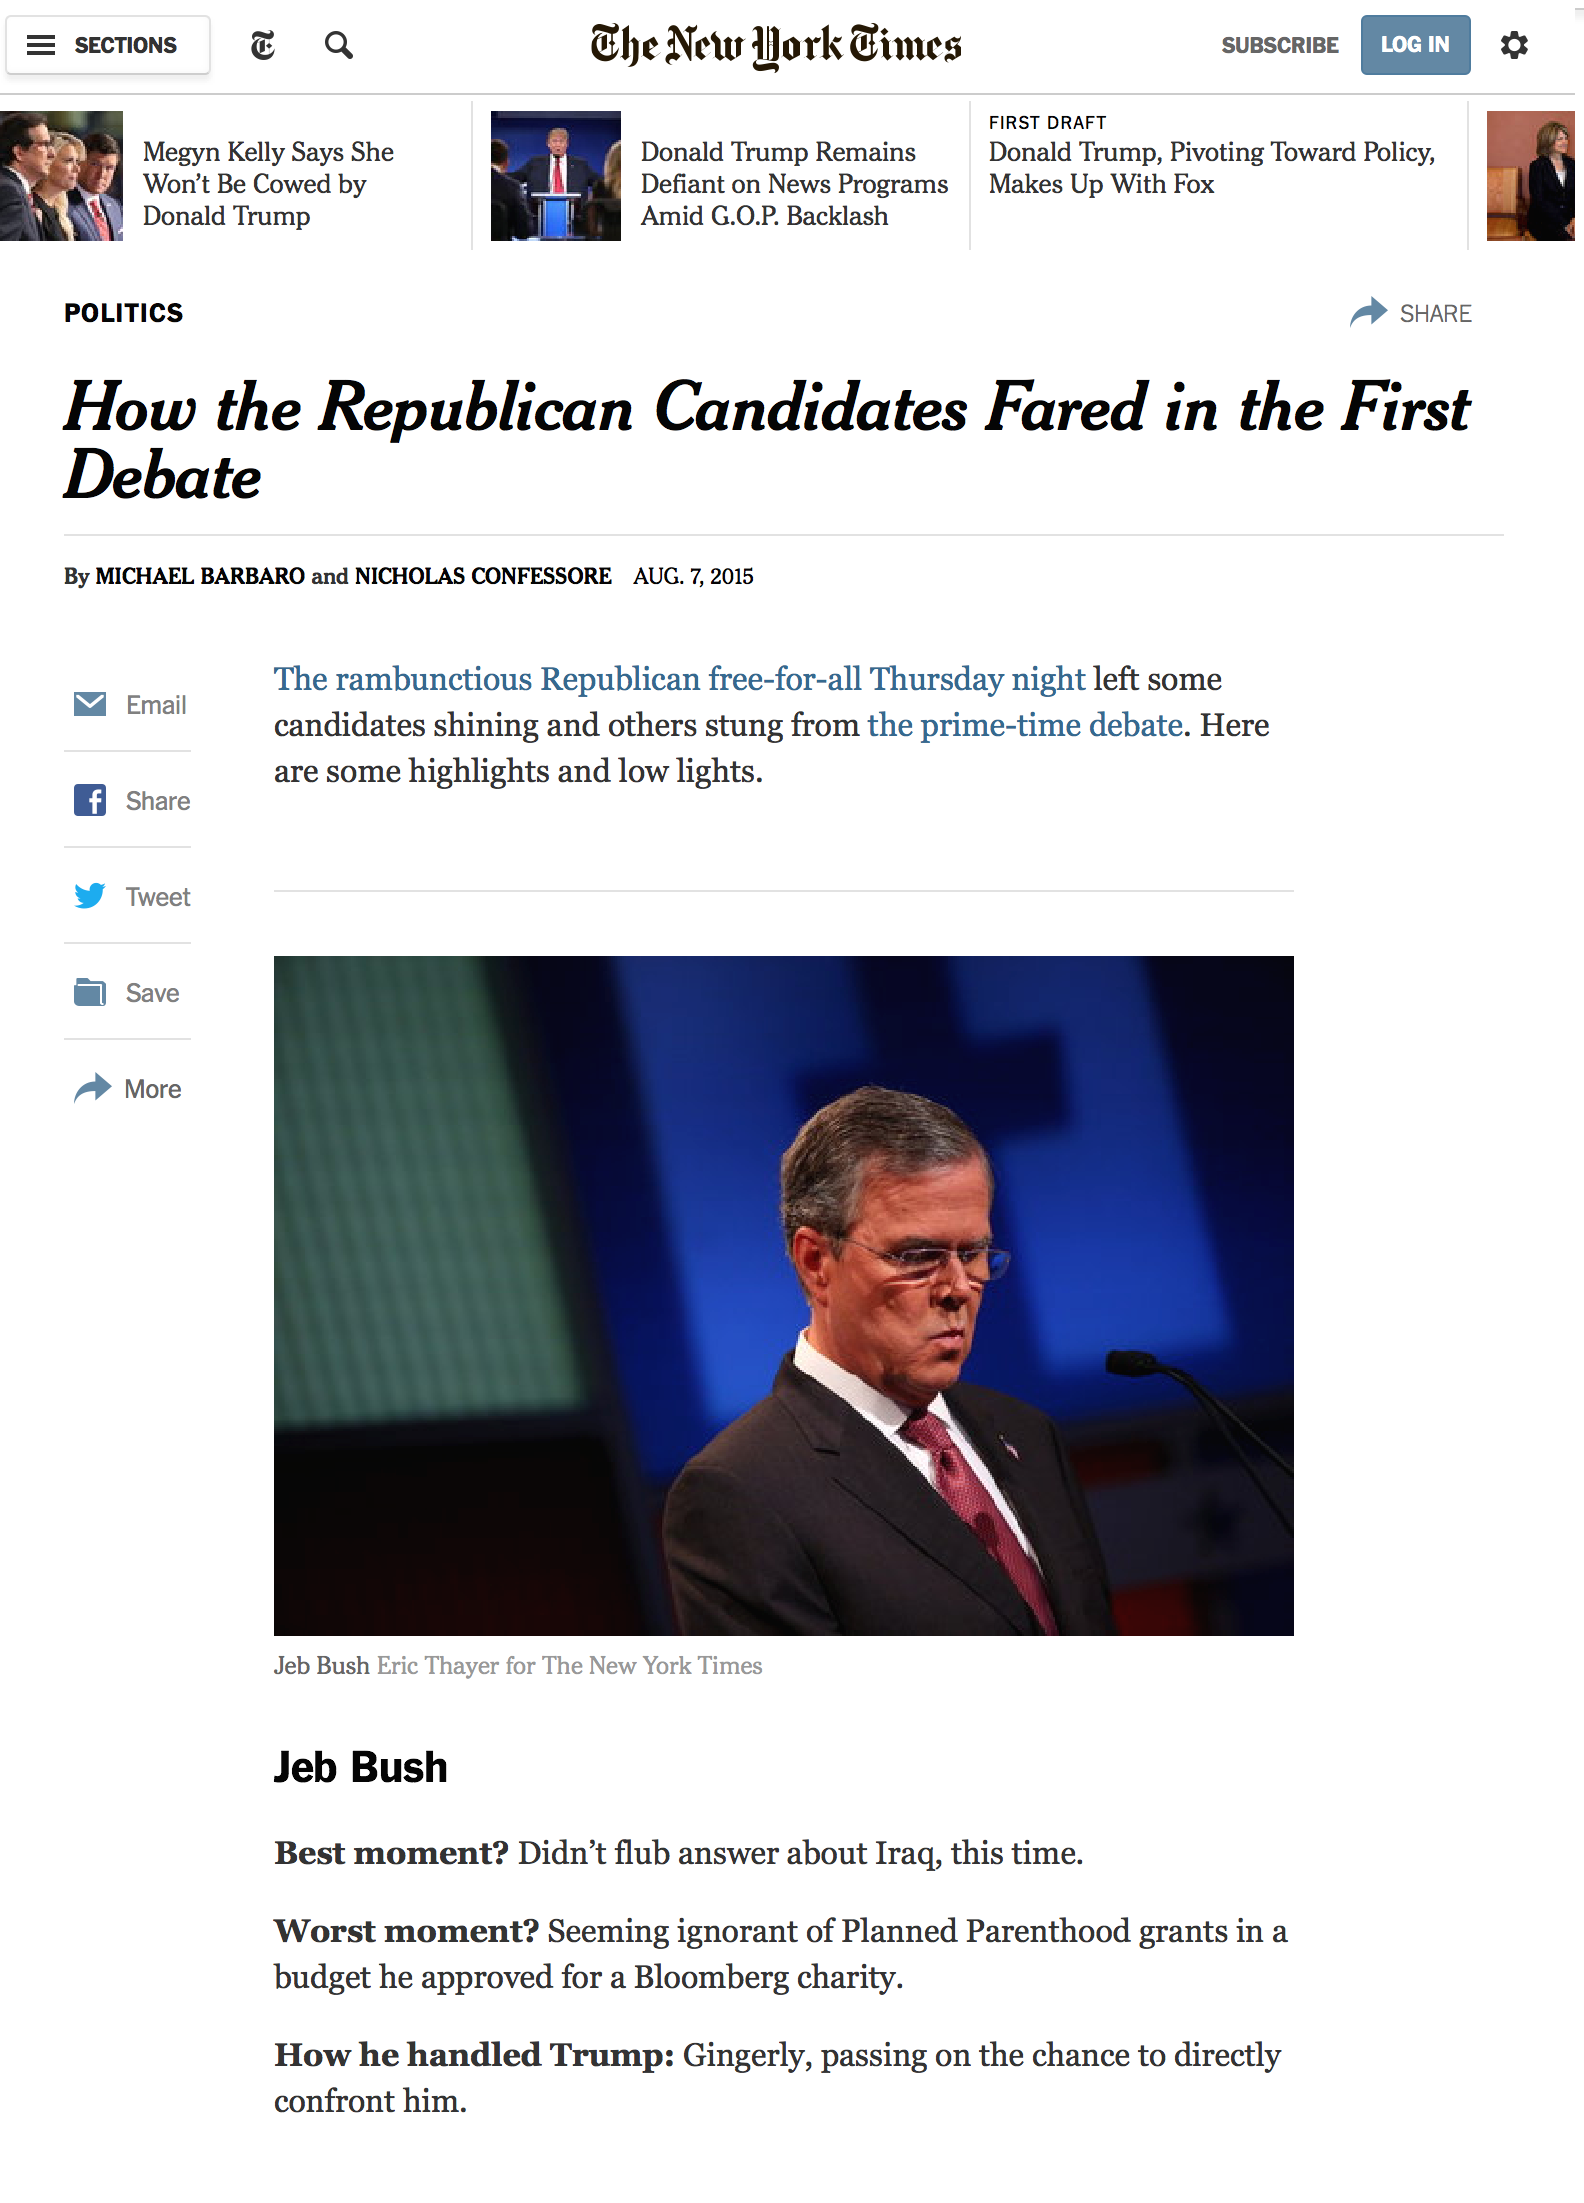 SECTIONS
The New York Times
SUBSCRIBE
LOG IN
Megyn Kelly Says She
Won’t Be Cowed by
Donald Trump
Donald Trump Remains
Defiant on News Programs
Amid G.O.P. Backlash
FIRST DRAFT
Donald Trump, Pivoting Toward Policy,
Makes Up With Fox
POLITICS
SHARE
How the Republican Candidates Fared in the First
Debate
By MICHAEL BARBARO and NICHOLAS CONFESSORE AUG. 7, 2015
Email
Share
Tweet
Save
More
The rambunctious Republican free-for-all Thursday night left some
candidates shining and others stung from the prime-time debate. Here
are some highlights and low lights.
Jeb Bush Eric Thayer for The New York Times
Jeb Bush
Best moment? Didn’t flub answer about Iraq, this time.
Worst moment? Seeming ignorant of Planned Parenthood grants in a
budget he approved for a Bloomberg charity.
How he handled Trump: Gingerly, passing on the chance to directly
confront him.